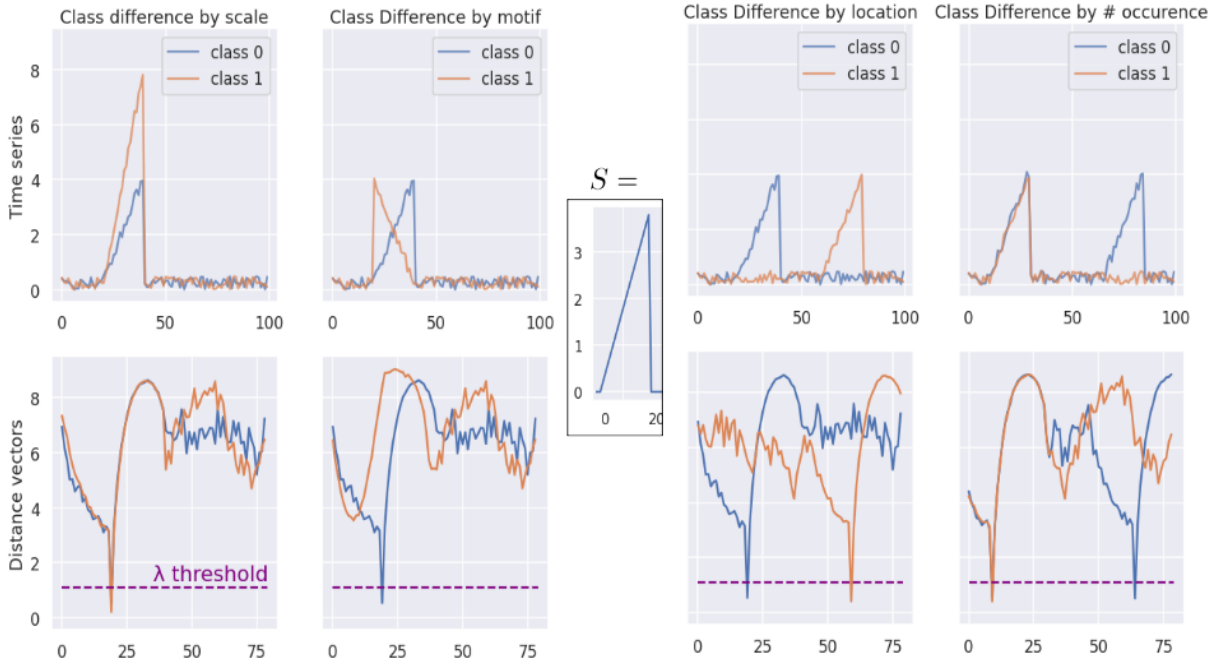 Class difference by scale
Class Difference by motif
Class Difference by location
Class Difference by # occurence
Time series
8
6
4
2
0
class 0
class 1
class 0
class 1
class 0
class 1
class 0
class 1
0 50 100
0 50 100
0 50 100
0 50 100
S =
3
2
1
0
0 20
Distance vectors
8
6
4
2
0
λ threshold
0 25 50 75
0 25 50 75
0 25 50 75
0 25 50 75